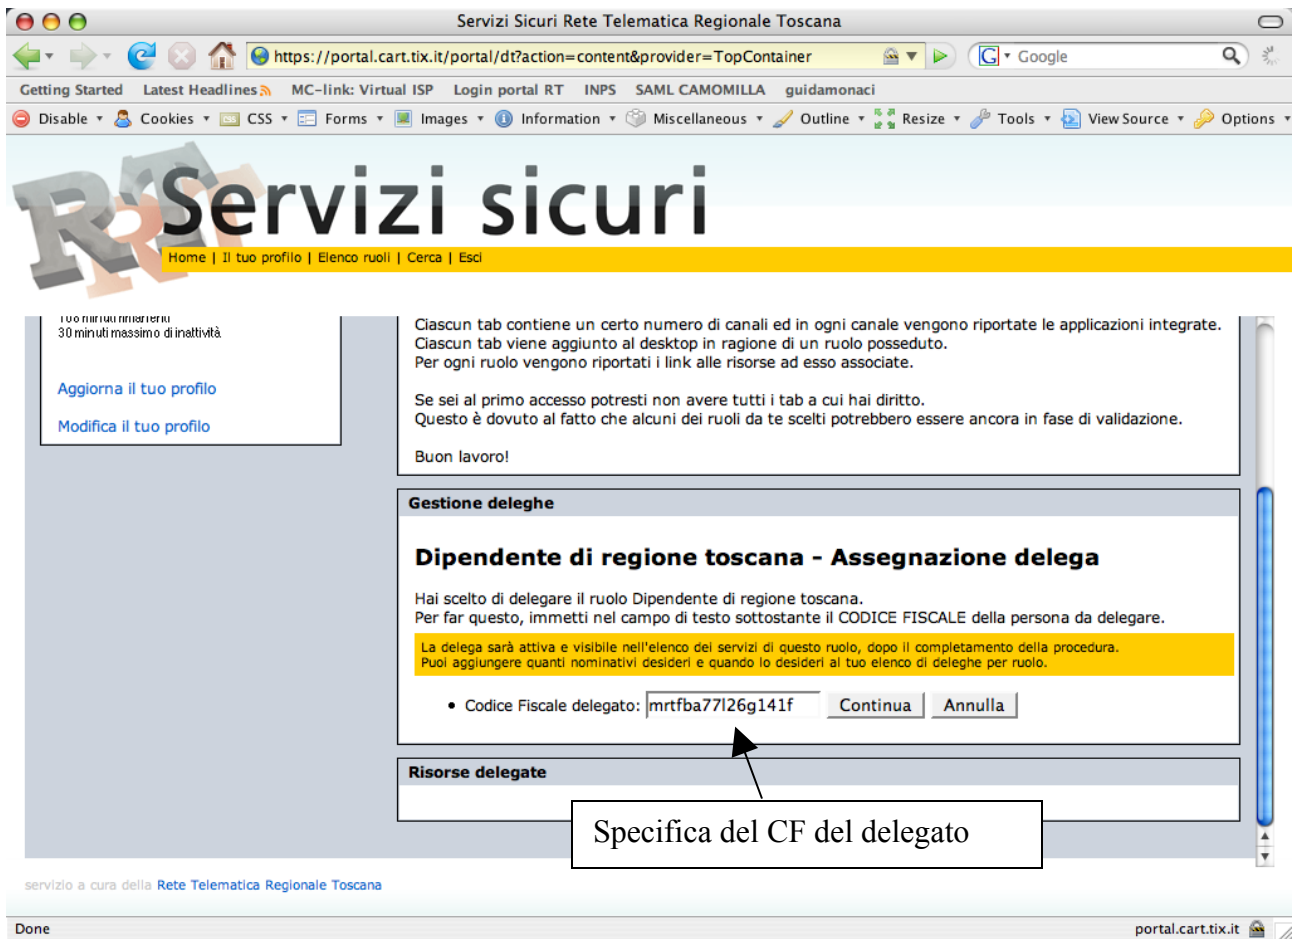 Servizi Sicuri Rete Telematica Regionale Toscana
https://portal.cart.tix.it/portal/dt?action=content&provider=TopContainer
G Google
Getting Started Latest Headlines MC-link: Virtual ISP Login portal RT INPS SAML CAMOMILLA guidamonaci
Disable Cookies CSS Forms Images Information Miscellaneous Outline Resize Tools View Source Options
RRT
Servizi sicuri
Home | Il tuo profilo | Elenco ruoli | Cerca | Esci
108 minuti rimanenti
30 minuti massimo di inattività
Aggiorna il tuo profilo
Modifica il tuo profilo
Ciascun tab contiene un certo numero di canali ed in ogni canale vengono riportate le applicazioni integrate.
Ciascun tab viene aggiunto al desktop in ragione di un ruolo posseduto.
Per ogni ruolo vengono riportati i link alle risorse ad esso associate.
Se sei al primo accesso potresti non avere tutti i tab a cui hai diritto.
Questo è dovuto al fatto che alcuni dei ruoli da te scelti potrebbero essere ancora in fase di validazione.
Buon lavoro!
Gestione deleghe
Dipendente di regione toscana - Assegnazione delega
Hai scelto di delegare il ruolo Dipendente di regione toscana.
Per far questo, immetti nel campo di testo sottostante il CODICE FISCALE della persona da delegare.
La delega sarà attiva e visibile nell'elenco dei servizi di questo ruolo, dopo il completamento della procedura.
Puoi aggiungere quanti nominativi desideri e quando lo desideri al tuo elenco di deleghe per ruolo.
• Codice Fiscale delegato: mrtfba77l26g141f Continua Annulla
Risorse delegate
Specifica del CF del delegato
servizio a cura della Rete Telematica Regionale Toscana
Done
portal.cart.tix.it